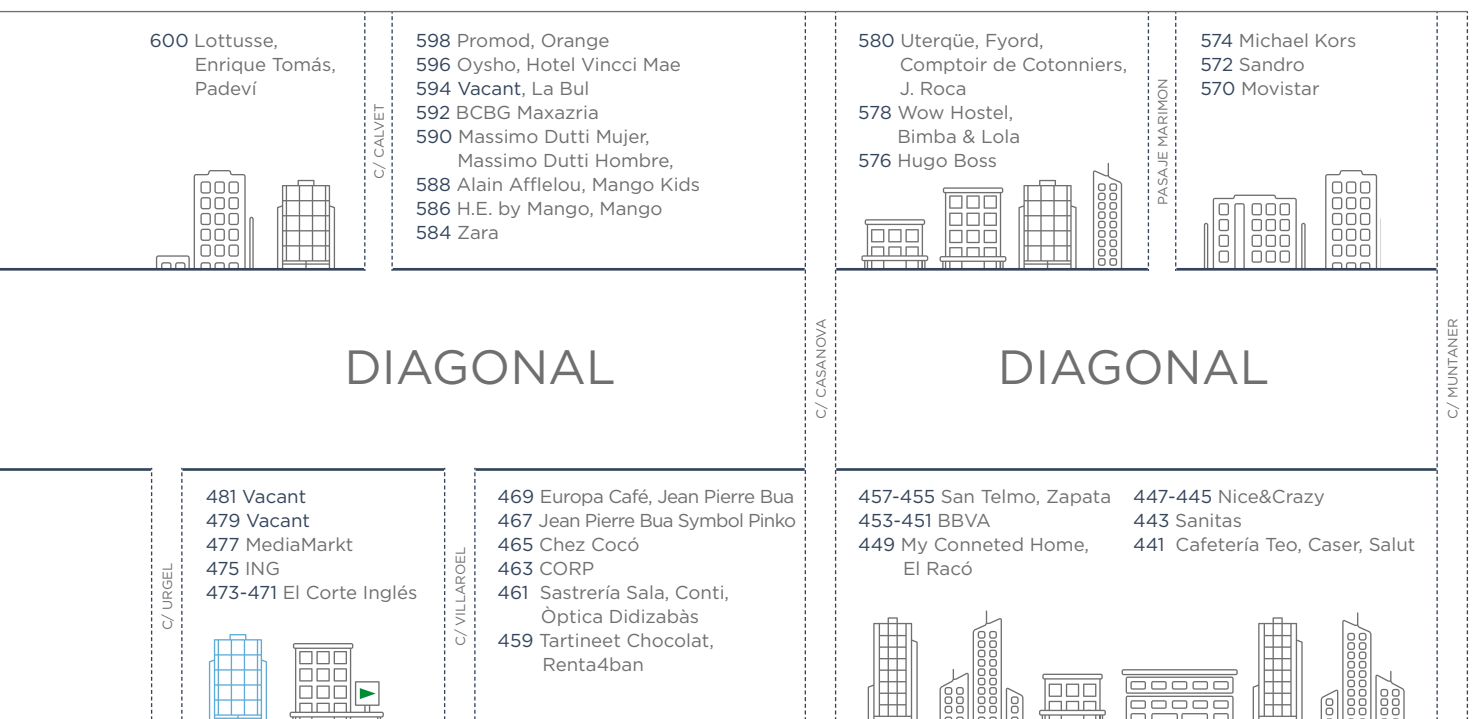 600 Lottusse,
Enrique Tomás,
Padeví
C/ CALVET
598 Promod, Orange
596 Oysho, Hotel Vincci Mae
594 Vacant, La Bul
592 BCBG Maxazria
590 Massimo Dutti Mujer,
Massimo Dutti Hombre,
588 Alain Afflelou, Mango Kids
586 H.E. by Mango, Mango
584 Zara
580 Uterqüe, Fyord,
Comptoir de Cotonniers,
J. Roca
578 Wow Hostel,
Bimba & Lola
576 Hugo Boss
PASAJE MARIMON
574 Michael Kors
572 Sandro
570 Movistar
DIAGONAL
C/ CASANOVA
DIAGONAL
C/ MUNTANER
C/ URGEL
481 Vacant
479 Vacant
477 MediaMarkt
475 ING
473-471 El Corte Inglés
C/ VILLAROEL
469 Europa Café, Jean Pierre Bua
467 Jean Pierre Bua Symbol Pinko
465 Chez Cocó
463 CORP
461 Sastrería Sala, Conti,
Òptica Didizabàs
459 Tartineet Chocolat,
Renta4ban
457-455 San Telmo, Zapata
453-451 BBVA
449 My Conneted Home,
El Racó
447-445 Nice&Crazy
443 Sanitas
441 Cafetería Teo, Caser, Salut